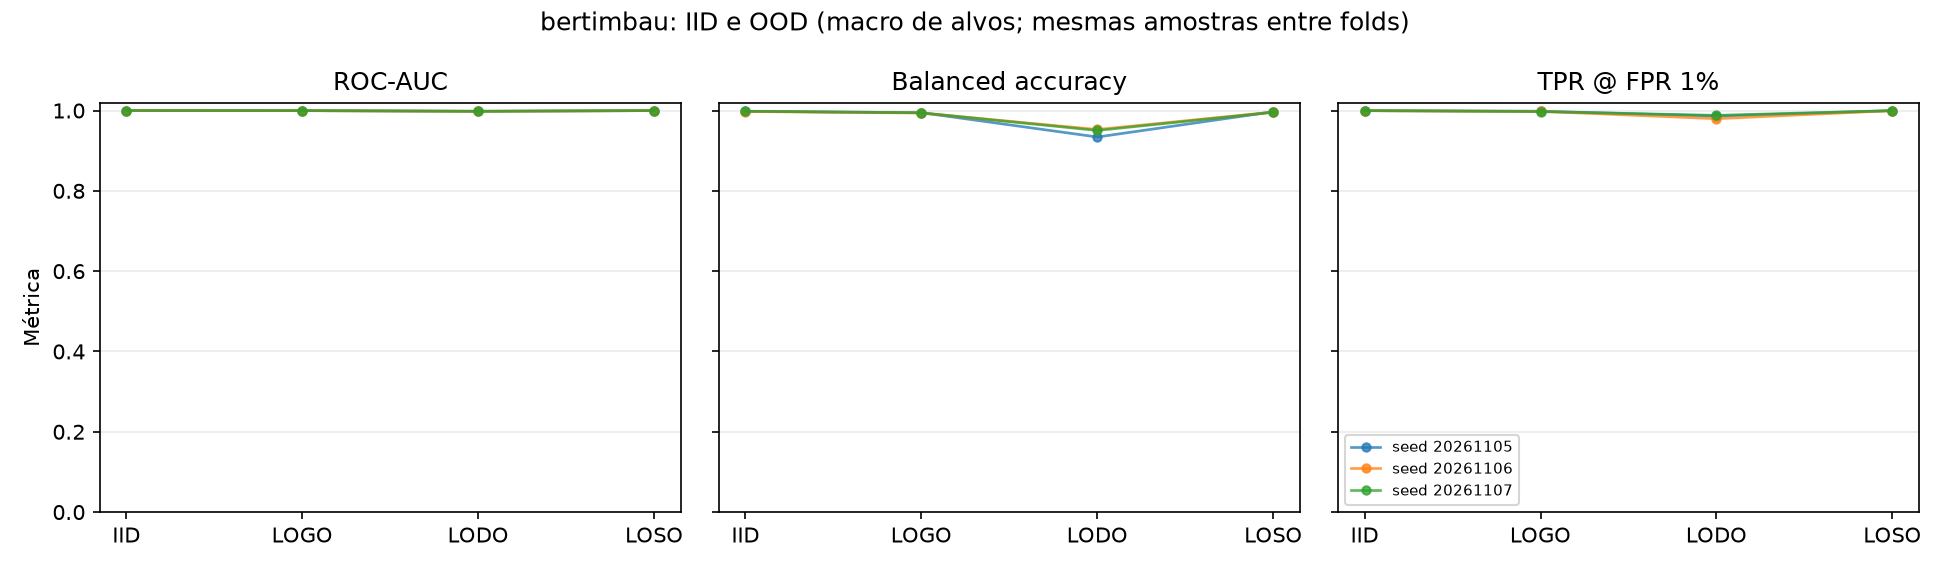 bertimbau: IID e OOD (macro de alvos; mesmas amostras entre folds)
ROC-AUC
Balanced accuracy
TPR @ FPR 1%
Métrica
1.0
0.8
0.6
0.4
0.2
0.0
IID
LOGO
LODO
LOSO
IID
LOGO
LODO
LOSO
seed 20261105
seed 20261106
seed 20261107
IID
LOGO
LODO
LOSO